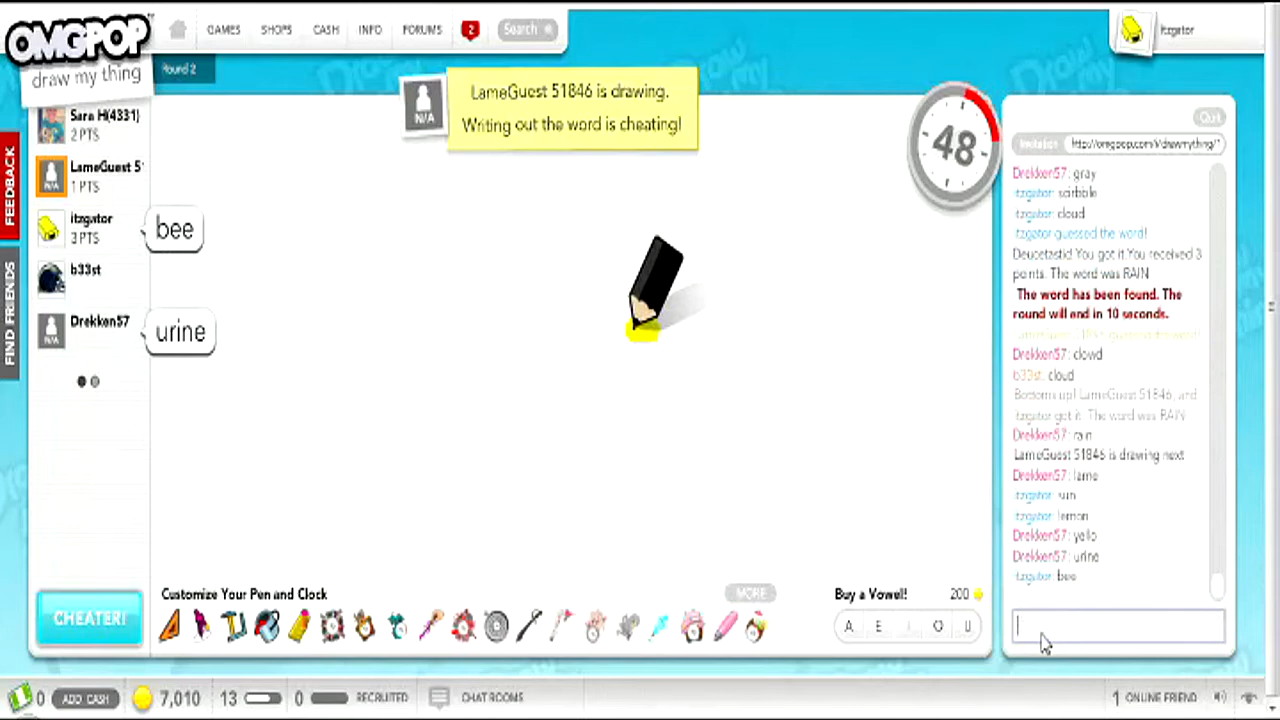 OMGPOP
draw my thing
GAMES SHOPS CASH INFO FORUMS 2 Search
itzgator
Round 2
LameGuest 51846 is drawing.
Writing out the word is cheating!
N/A
48
FEEDBACK
FIND FRIENDS
Sara H(4331)
2 PTS
LameGuest 5
1 PTS
N/A
itzgator
3 PTS
bee
b33st
Drekken57
N/A
urine
CHEATER!
Customize Your Pen and Clock
MORE
Buy a Vowel! 200
A E I O U
Quit
Invitation http://omgpop.com/l/drawmything/
Drekken57: gray
itzgator: scirbble
itzgator: cloud
itzgator guessed the word!
Deucetastic! You got it.You received 3
points. The word was RAIN
The word has been found. The
round will end in 10 seconds.
Drekken57: clowd
b33st: cloud
Bottoms up! LameGuest 51846, and
itzgator got it. The word was RAIN
Drekken57: rain
LameGuest 51846 is drawing next
Drekken57: lame
itzgator: sun
itzgator: lemon
Drekken57: yello
Drekken57: urine
itzgator: bee
0 ADD CASH 7,010 13 0 RECRUITED CHAT ROOMS 1 ONLINE FRIEND